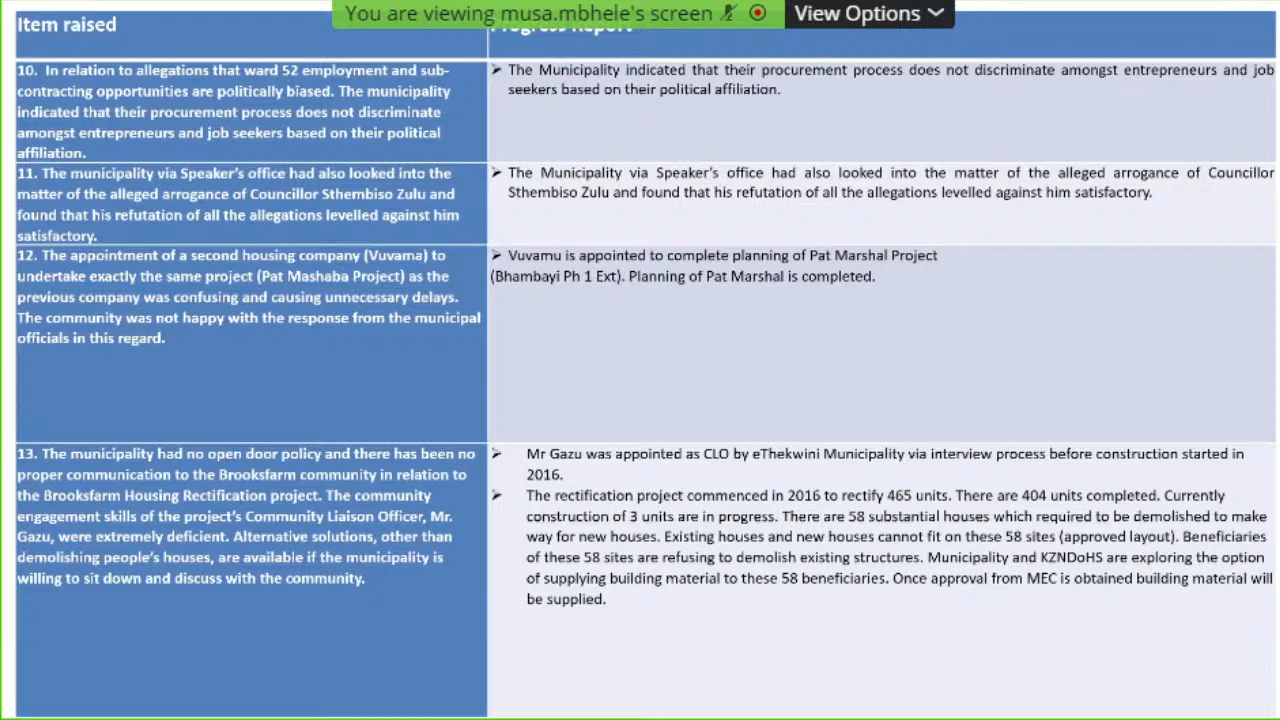 You are viewing musa.mbhele's screen
View Options
Item raised
Progress Report
10. In relation to allegations that ward 52 employment and sub-
contracting opportunities are politically biased. The municipality
indicated that their procurement process does not discriminate
amongst entrepreneurs and job seekers based on their political
affiliation.
➢ The Municipality indicated that their procurement process does not discriminate amongst entrepreneurs and job
seekers based on their political affiliation.
11. The municipality via Speaker's office had also looked into the
matter of the alleged arrogance of Councillor Sthembiso Zulu and
found that his refutation of all the allegations levelled against him
satisfactory.
➢ The Municipality via Speaker's office had also looked into the matter of the alleged arrogance of Councillor
Sthembiso Zulu and found that his refutation of all the allegations levelled against him satisfactory.
12. The appointment of a second housing company (Vuvama) to
undertake exactly the same project (Pat Mashaba Project) as the
previous company was confusing and causing unnecessary delays.
The community was not happy with the response from the municipal
officials in this regard.
➢ Vuvamu is appointed to complete planning of Pat Marshal Project
(Bhambayi Ph 1 Ext). Planning of Pat Marshal is completed.
13. The municipality had no open door policy and there has been no
proper communication to the Brooksfarm community in relation to
the Brooksfarm Housing Rectification project. The community
engagement skills of the project's Community Liaison Officer, Mr.
Gazu, were extremely deficient. Alternative solutions, other than
demolishing people's houses, are available if the municipality is
willing to sit down and discuss with the community.
➢ Mr Gazu was appointed as CLO by eThekwini Municipality via interview process before construction started in
2016.
➢ The rectification project commenced in 2016 to rectify 465 units. There are 404 units completed. Currently
construction of 3 units are in progress. There are 58 substantial houses which required to be demolished to make
way for new houses. Existing houses and new houses cannot fit on these 58 sites (approved layout). Beneficiaries
of these 58 sites are refusing to demolish existing structures. Municipality and KZNDoHS are exploring the option
of supplying building material to these 58 beneficiaries. Once approval from MEC is obtained building material will
be supplied.